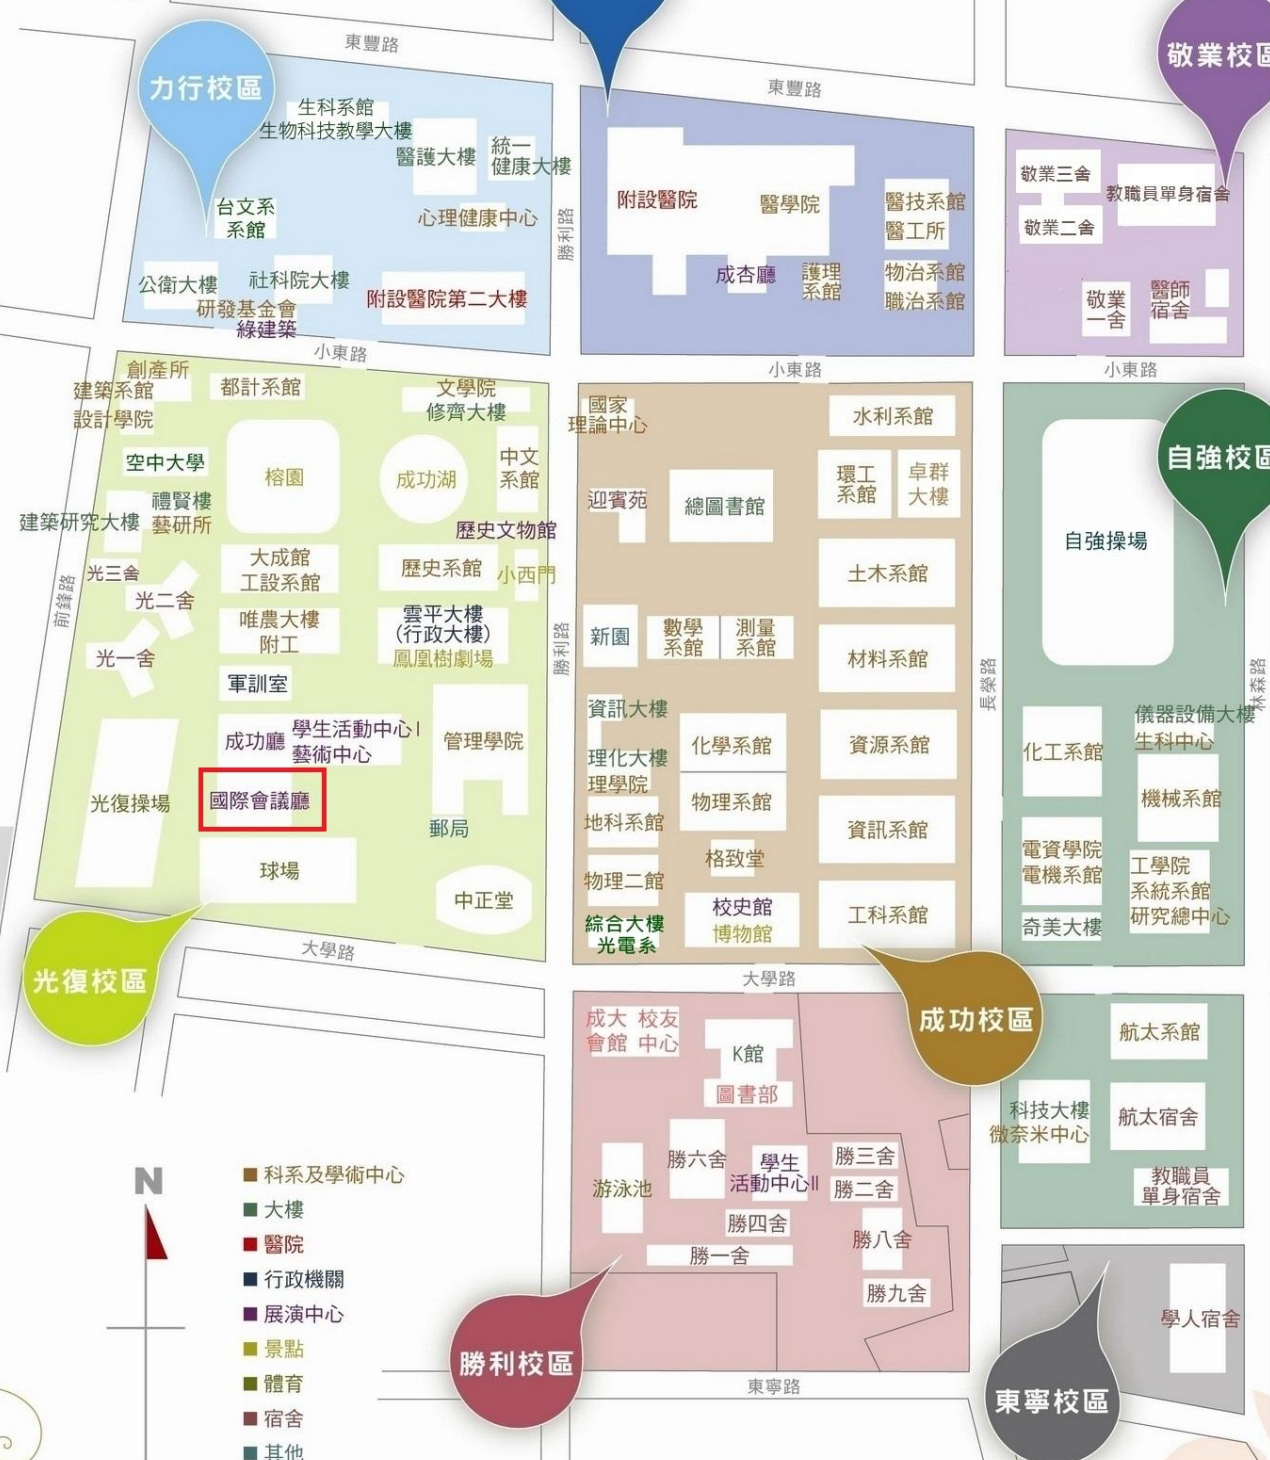 東豐路
力行校區
生科系館
生物科技教學大樓
醫護大樓
統一
健康大樓
台文系
系館
心理健康中心
公衛大樓
社科院大樓
研發基金會
綠建築
附設醫院第二大樓
勝利路
東豐路
附設醫院
醫學院
醫技系館
醫工所
成杏廳
護理
系館
物治系館
職治系館
敬業校區
敬業三舍
敬業二舍
教職員單身宿舍
敬業
一舍
醫師
宿舍
小東路
小東路
小東路
創產所
建築系館
設計學院
都計系館
文學院
修齊大樓
空中大學
榕園
成功湖
中文
系館
禮賢樓
藝研所
建築研究大樓
歷史文物館
光三舍
光二舍
光一舍
大成館
工設系館
歷史系館
小西門
唯農大樓
附工
雲平大樓
(行政大樓)
鳳凰樹劇場
軍訓室
成功廳
學生活動中心I
藝術中心
管理學院
國際會議廳
光復操場
郵局
球場
中正堂
前鋒路
勝利路
光復校區
大學路
國家
理論中心
水利系館
迎賓苑
總圖書館
環工
系館
卓群
大樓
土木系館
新園
數學
系館
測量
系館
材料系館
資訊大樓
理化大樓
理學院
化學系館
資源系館
物理系館
地科系館
資訊系館
格致堂
物理二館
綜合大樓
光電系
校史館
博物館
工科系館
長榮路
大學路
成功校區
自強校區
自強操場
林森路
化工系館
儀器設備大樓
生科中心
機械系館
電資學院
電機系館
工學院
系統系館
研究總中心
奇美大樓
航太系館
科技大樓
微奈米中心
航太宿舍
教職員
單身宿舍
成大
會館
校友
中心
K館
圖書部
勝六舍
游泳池
學生
活動中心II
勝三舍
勝二舍
勝四舍
勝八舍
勝一舍
勝九舍
勝利校區
東寧路
東寧校區
學人宿舍
N
科系及學術中心
大樓
醫院
行政機關
展演中心
景點
體育
宿舍
其他